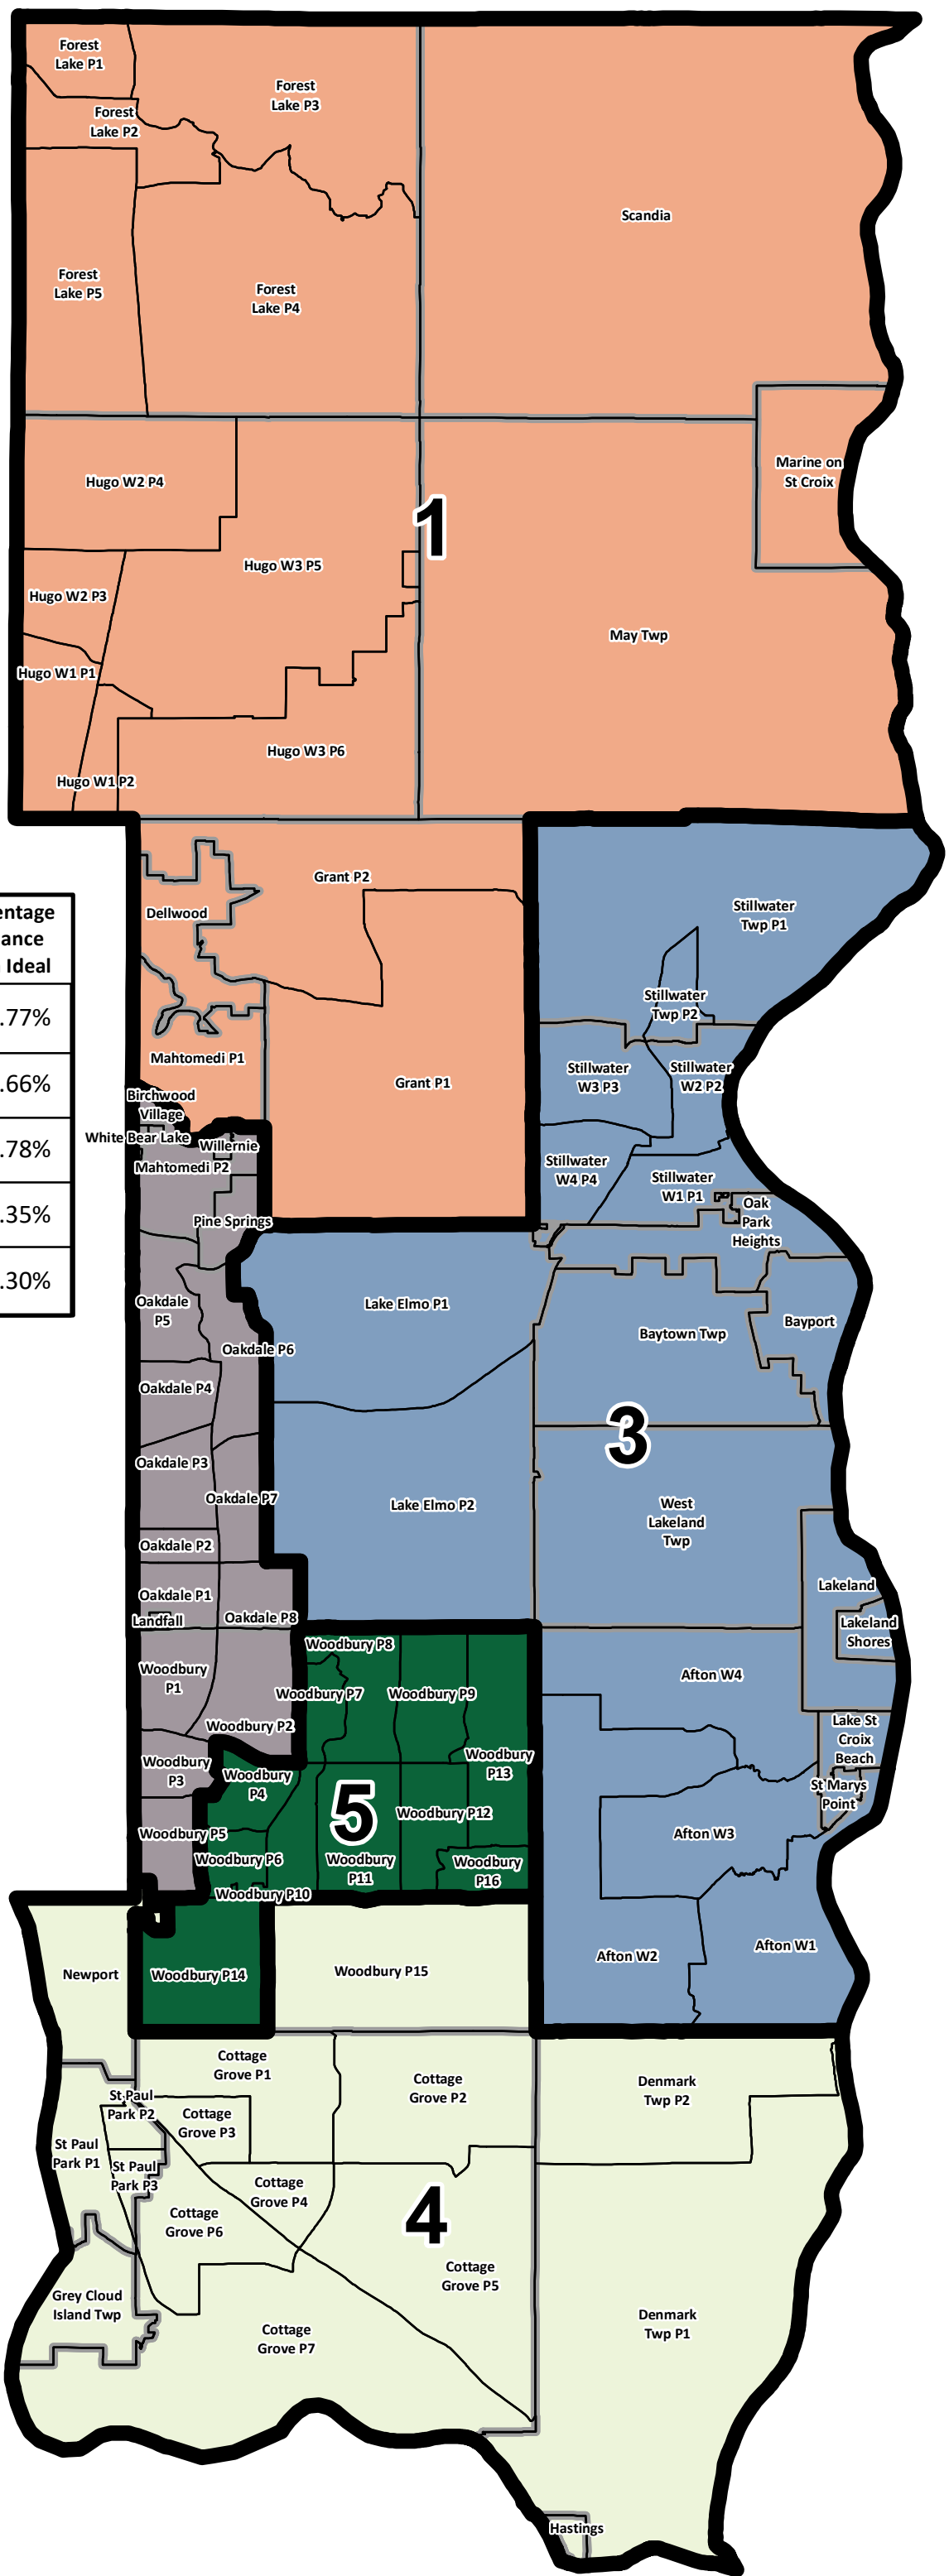 Forest
Lake P1
Forest
Lake P2
Forest
Lake P3
Scandia
Forest
Lake P5
Forest
Lake P4
Hugo W2 P4
Marine on
St Croix
1
Hugo W3 P5
Hugo W2 P3
May Twp
Hugo W1 P1
Hugo W3 P6
Hugo W1 P2
Grant P2
Dellwood
Stillwater
Twp P1
Stillwater
Twp P2
Mahtomedi P1
Grant P1
Stillwater
W3 P3
Stillwater
W2 P2
Birchwood
Village
White Bear Lake
Willernie
Mahtomedi P2
Stillwater
W4 P4
Stillwater
W1 P1
Pine Springs
Oak
Park
Heights
Oakdale
P5
Lake Elmo P1
Bayport
Baytown Twp
Oakdale P6
Oakdale P4
3
Oakdale P3
Oakdale P7
Lake Elmo P2
West
Lakeland
Twp
Oakdale P2
Oakdale P1
Lakeland
Landfall
Oakdale P8
Lakeland
Shores
Woodbury P8
Woodbury
P1
Afton W4
Woodbury P7
Woodbury P9
Woodbury P2
Lake St
Croix
Beach
Woodbury
P3
Woodbury
P4
Woodbury
P13
St Marys
Point
5
Woodbury P12
Woodbury P5
Afton W3
Woodbury P6
Woodbury
P11
Woodbury
P16
Woodbury P10
Afton W2
Afton W1
Newport
Woodbury P14
Woodbury P15
Cottage
Grove P1
Cottage
Grove P2
Denmark
Twp P2
St Paul
Park P2
Cottage
Grove P3
St Paul
Park P1
St Paul
Park P3
Cottage
Grove P4
Cottage
Grove P6
4
Cottage
Grove P5
Grey Cloud
Island Twp
Denmark
Twp P1
Cottage
Grove P7
Hastings
Ideal
.77%
.66%
.78%
.35%
.30%